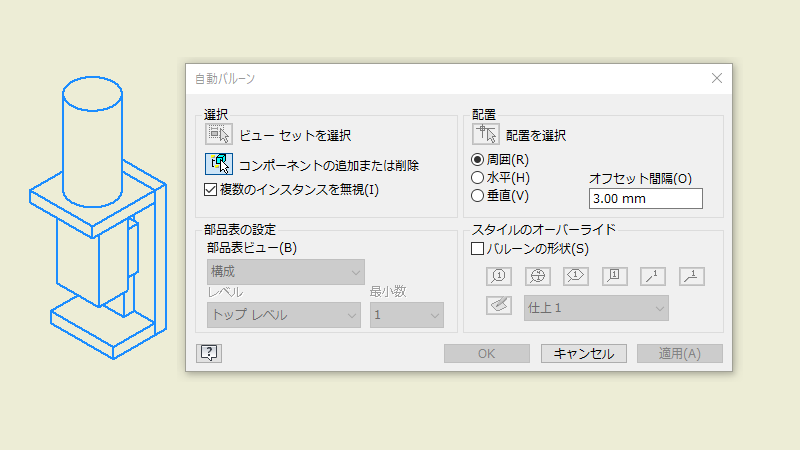 自動バルーン
選択
ビュー セットを選択
コンポーネントの追加または削除
複数のインスタンスを無視(I)
配置
配置を選択
周囲(R)
水平(H)
垂直(V)
オフセット間隔(O)
3.00 mm
部品表の設定
部品表ビュー(B)
構成
レベル
最小数
トップ レベル
1
スタイルのオーバーライド
バルーンの形状(S)
1
1
1
1
1
仕上 1
?
OK
キャンセル
適用(A)